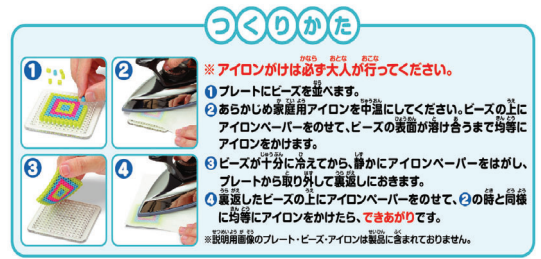 つくりかた
※アイロンがけは必ず大人が行ってください。
1 プレートにビーズを並べます。
2 あらかじめ家庭用アイロンを中温にしてください。ビーズの上に
アイロンペーパーをのせて、ビーズの表面が溶け合うまで均等に
アイロンをかけます。
3 ビーズが十分に冷えてから、静かにアイロンペーパーをはがし、
プレートから取り外して裏返しにおきます。
4 裏返したビーズの上にアイロンペーパーをのせて、2の時と同様
に均等にアイロンをかけたら、できあがりです。
※説明用画像のプレート・ビーズ・アイロンは製品に含まれておりません。
1
2
3
4